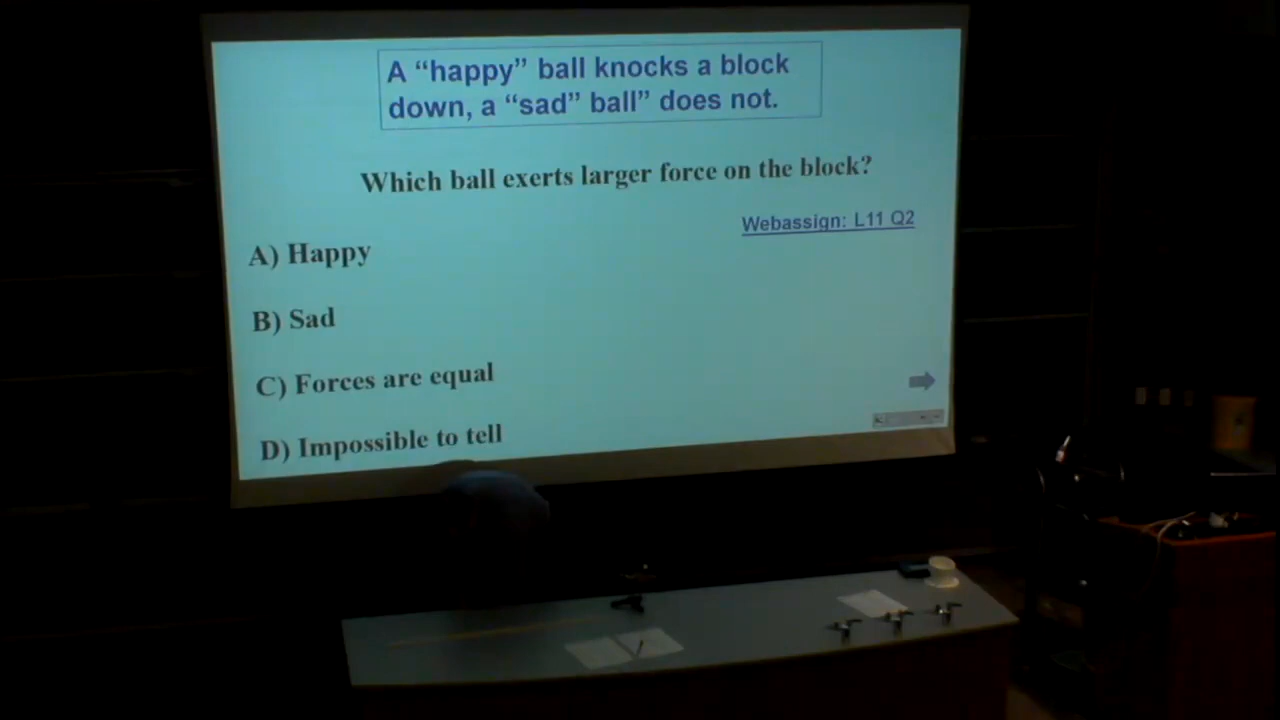 A “happy” ball knocks a block
down, a “sad” ball” does not.
Which ball exerts larger force on the block?
Webassign: L11 Q2
A) Happy
B) Sad
C) Forces are equal
D) Impossible to tell